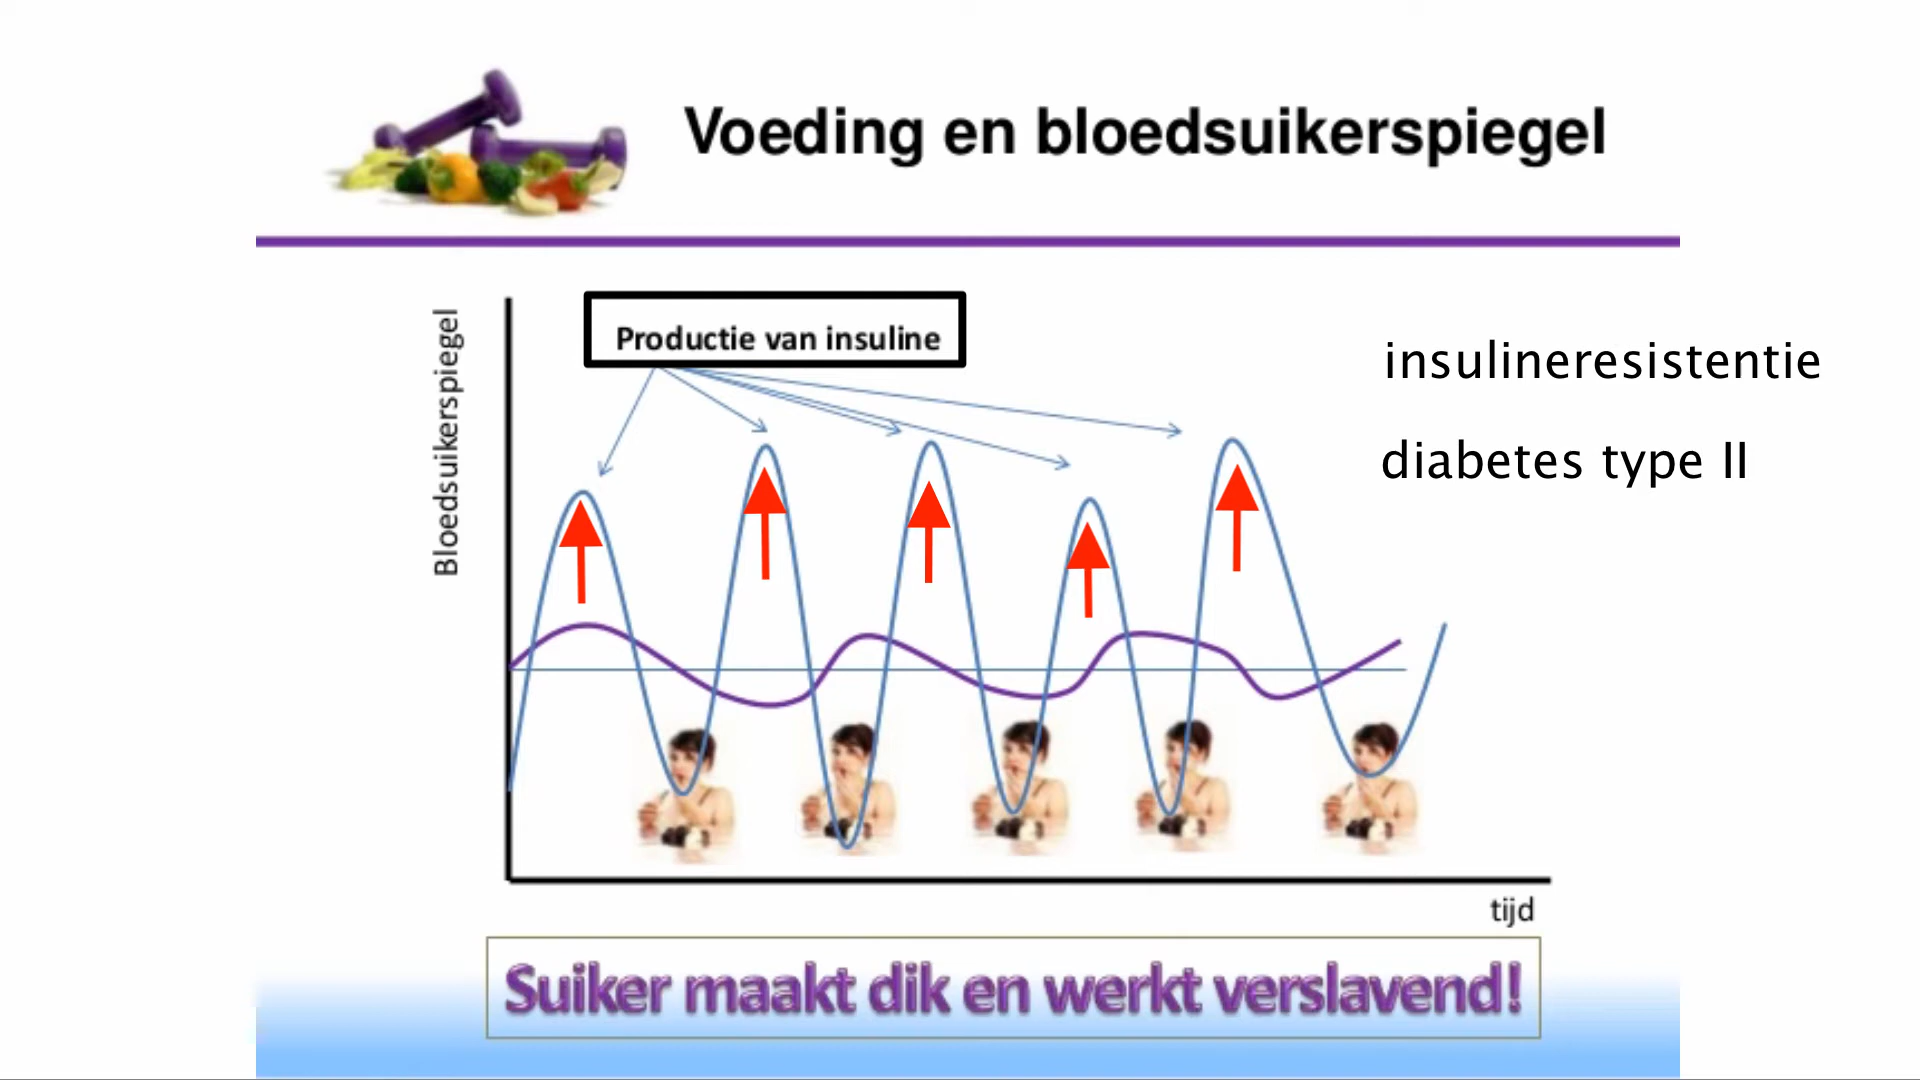 Voeding en bloedsuikerspiegel
Bloedsuikerspiegel
Productie van insuline
insulineresistentie
diabetes type II
tijd
Suiker maakt dik en werkt verslavend!